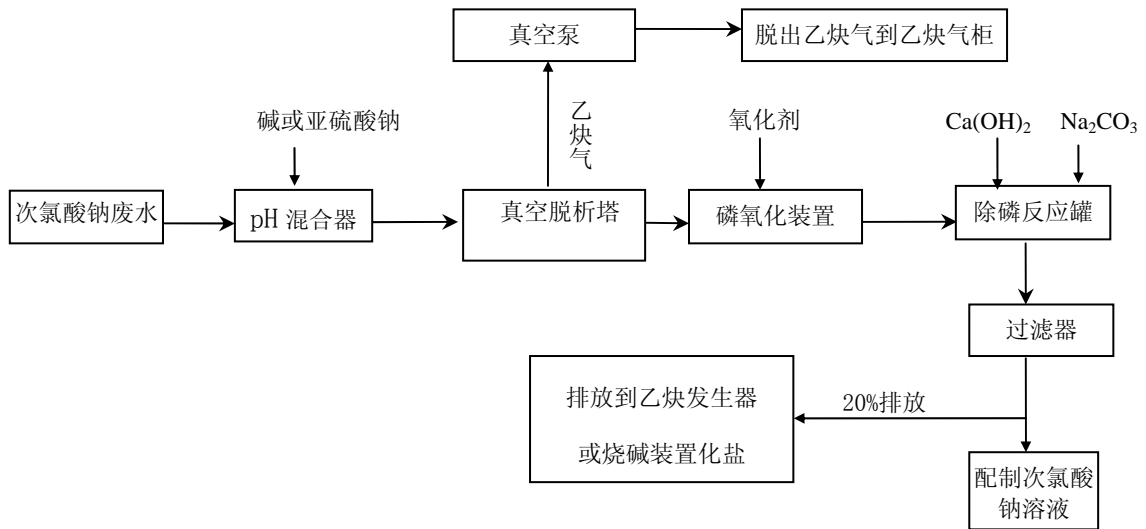 真空泵
脱出乙炔气到乙炔气柜
碱或亚硫酸钠
乙炔气
氧化剂
Ca(OH)2
Na2CO3
次氯酸钠废水
pH 混合器
真空脱析塔
磷氧化装置
除磷反应罐
过滤器
排放到乙炔发生器
或烧碱装置化盐
20%排放
配制次氯酸
钠溶液